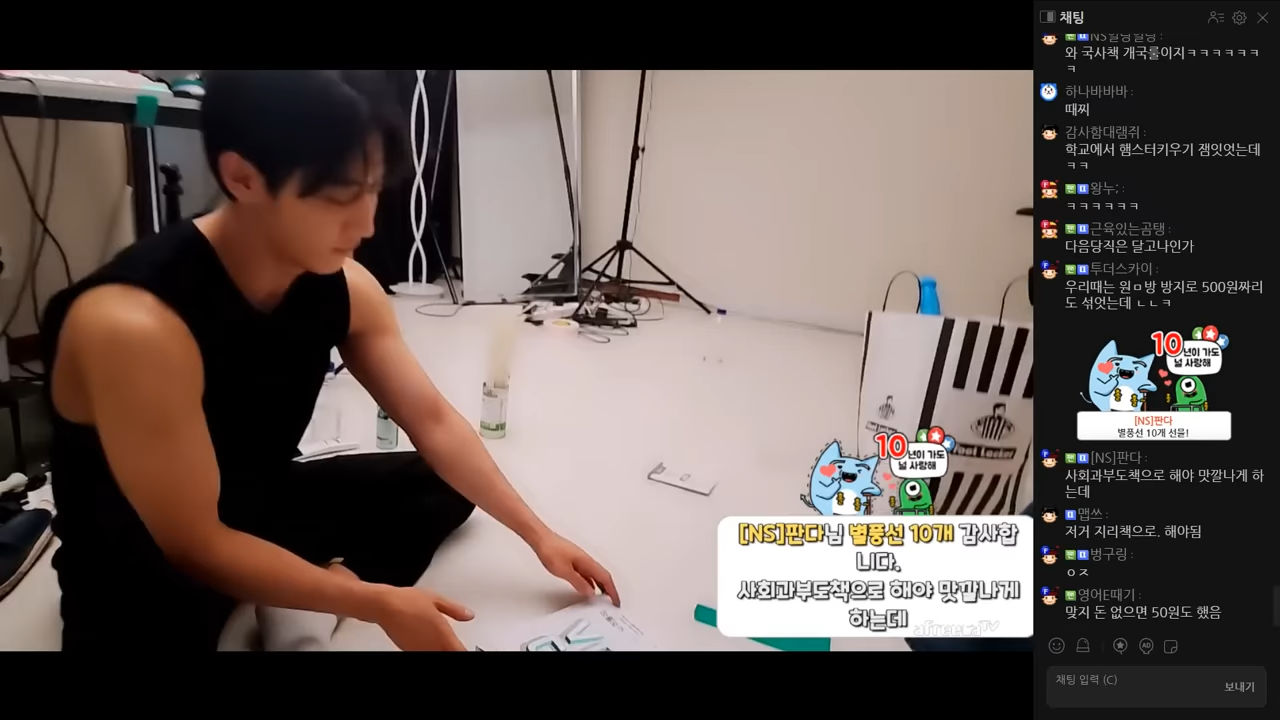 10
년이 가도
널 사랑해
[NS]판다님 별풍선 10개 감사합
니다.
사회과부도책으로 해야 맛깔나게
하는데
afreecaTV
채팅
와 국사책 개국룰이지ㅋㅋㅋㅋㅋㅋ
ㅋ
하나바바바 :
때찌
감사함대램쥐 :
학교에서 햄스터키우기 잼잇엇는데
ㅋㅋ
왕누; :
ㅋㅋㅋㅋㅋㅋ
근육있는곰탱 :
다음당직은 달고나인가
투더스카이 :
우리때는 원ㅁ방 방지로 500원짜리
도 섞엇는데 ㄴㄴㅋ
10
년이 가도
널 사랑해
[NS]판다
별풍선 10개 선물!
[NS]판다 :
사회과부도책으로 해야 맛깔나게 하
는데
맵쓰 :
저거 지리책으로. 해야됨
벙구링 :
ㅇㅈ
영어E때기 :
맞지 돈 없으면 50원도 했음
채팅 입력 (C)
보내기